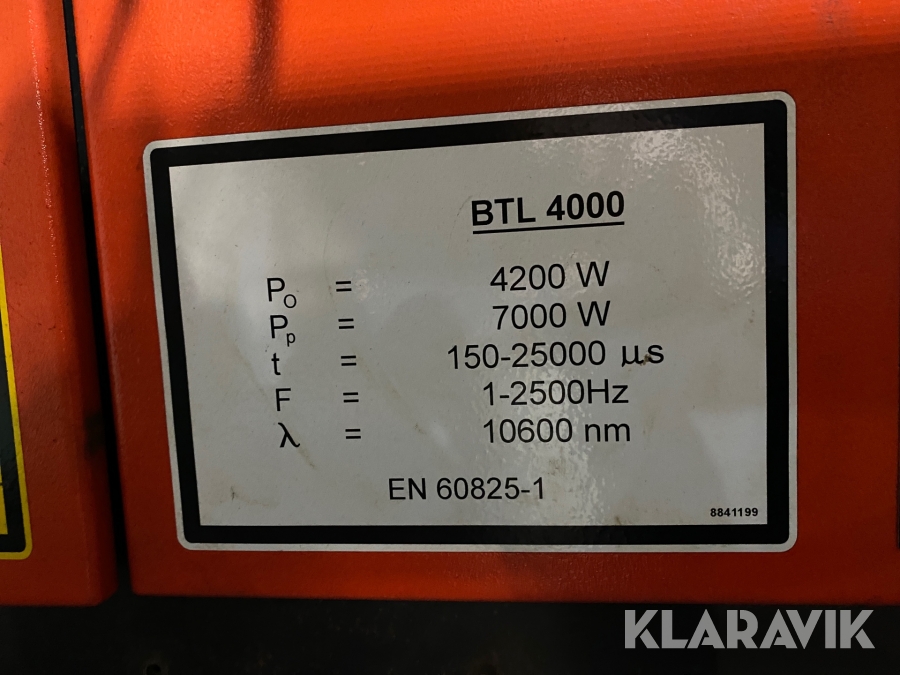 BTL 4000
Po = 4200 W
Pp = 7000 W
t = 150-25000 µs
F = 1-2500Hz
λ = 10600 nm
EN 60825-1
8841199
KLARAVIK